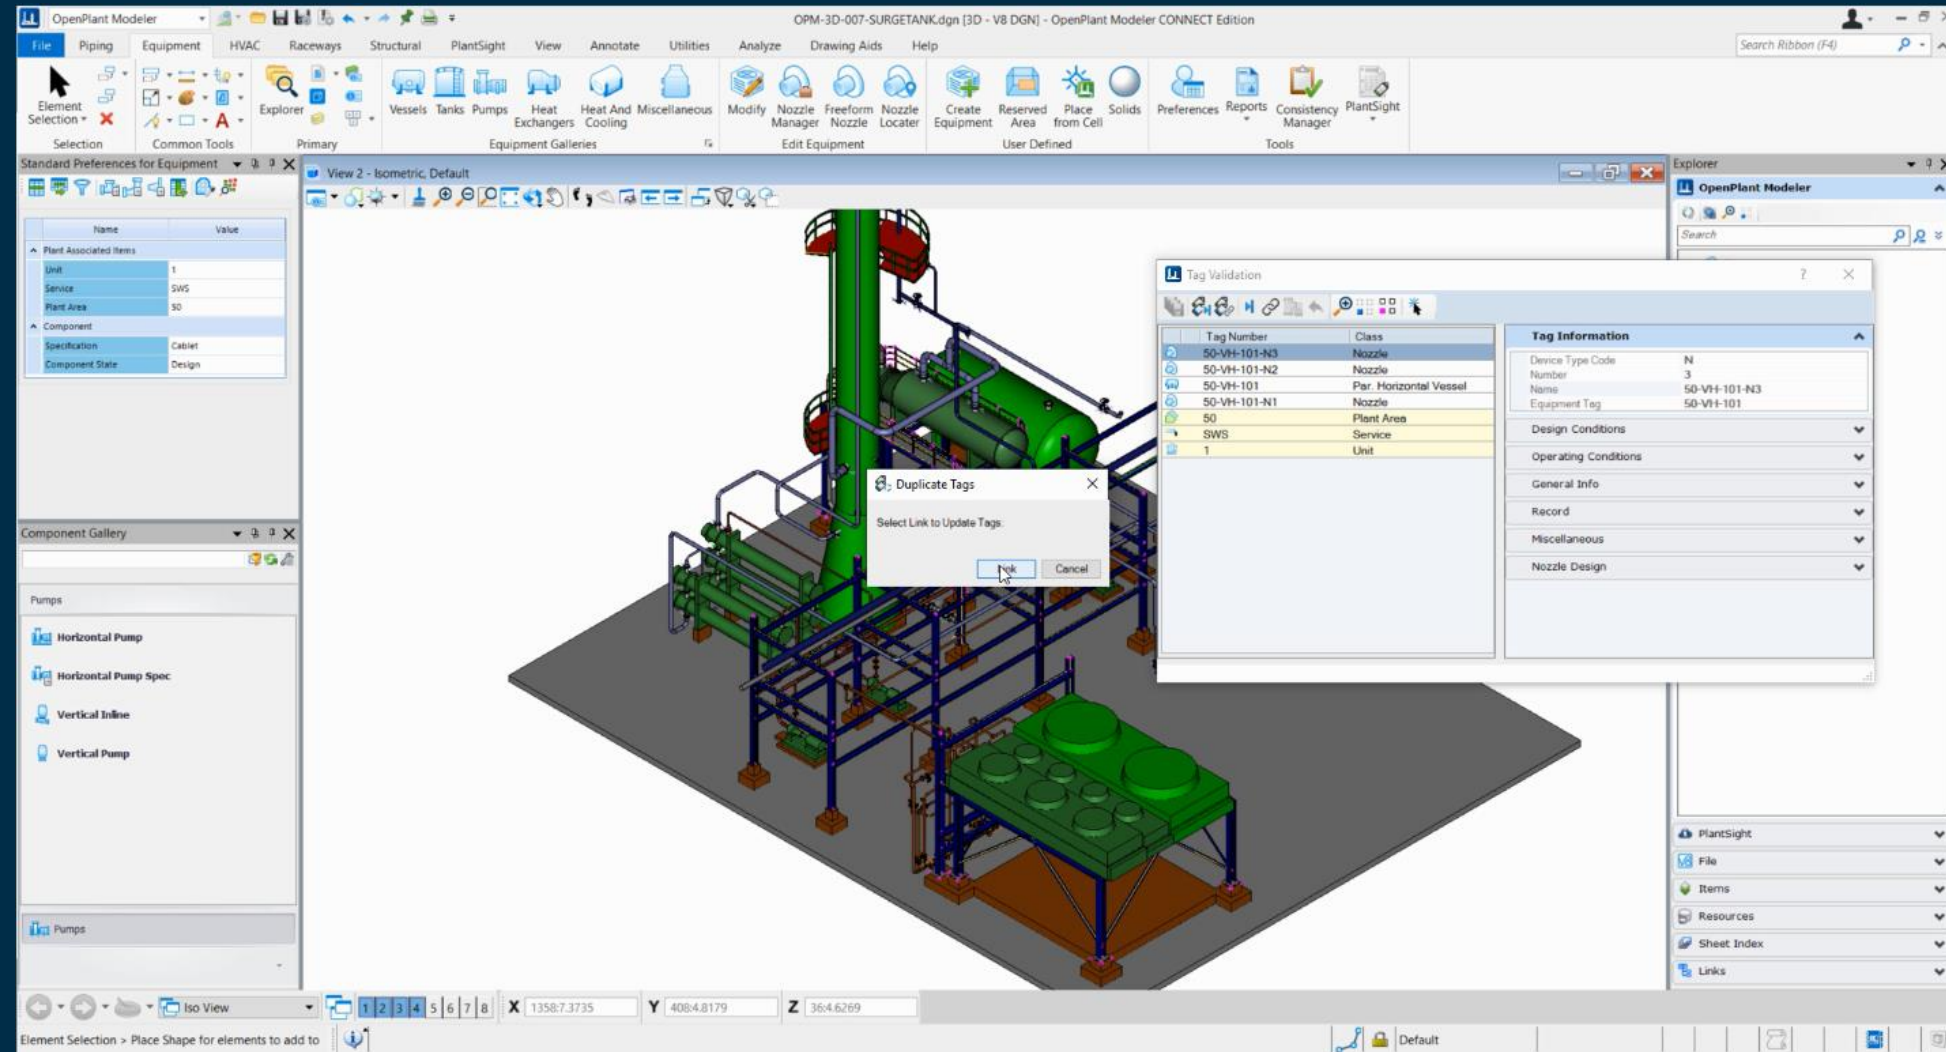 OpenPlant Modeler
OPM-3D-007-SURGETANK.dgn [3D - V8 DGN] - OpenPlant Modeler CONNECT Edition
File Piping Equipment HVAC Raceways Structural PlantSight View Annotate Utilities Analyze Drawing Aids Help
Search Ribbon (F4)
Element Selection
Explorer
Vessels Tanks Pumps Heat Exchangers Heat And Cooling Miscellaneous
Modify Nozzle Manager Freeform Nozzle Nozzle Locater
Create Equipment Reserved Area Place from Cell Solids
Preferences Reports Consistency Manager PlantSight
Selection Common Tools Primary Equipment Galleries Edit Equipment User Defined Tools
Standard Preferences for Equipment
Name Value
Plant Associated Items
Unit 1
Service SWS
Plant Area 50
Component
Specification Cablet
Component State Design
Component Gallery
Pumps
Horizontal Pump
Horizontal Pump Spec
Vertical Inline
Vertical Pump
Pumps
View 2 - Isometric, Default
Duplicate Tags
Select Link to Update Tags:
Cancel
Tag Validation
?
Tag Number Class
50-VH-101-N3 Nozzle
50-VH-101-N2 Nozzle
50-VH-101 Par. Horizontal Vessel
50-VH-101-N1 Nozzle
50 Plant Area
SWS Service
1 Unit
Tag Information
Device Type Code N
Number 3
Name 50-VH-101-N3
Equipment Tag 50-VH-101
Design Conditions
Operating Conditions
General Info
Record
Miscellaneous
Nozzle Design
Explorer
OpenPlant Modeler
Search
PlantSight
File
Items
Resources
Sheet Index
Links
Iso View
1 2 3 4 5 6 7 8
X 1358:7.3735
Y 408:4.8179
Z 36:4.6269
Element Selection > Place Shape for elements to add to
Default